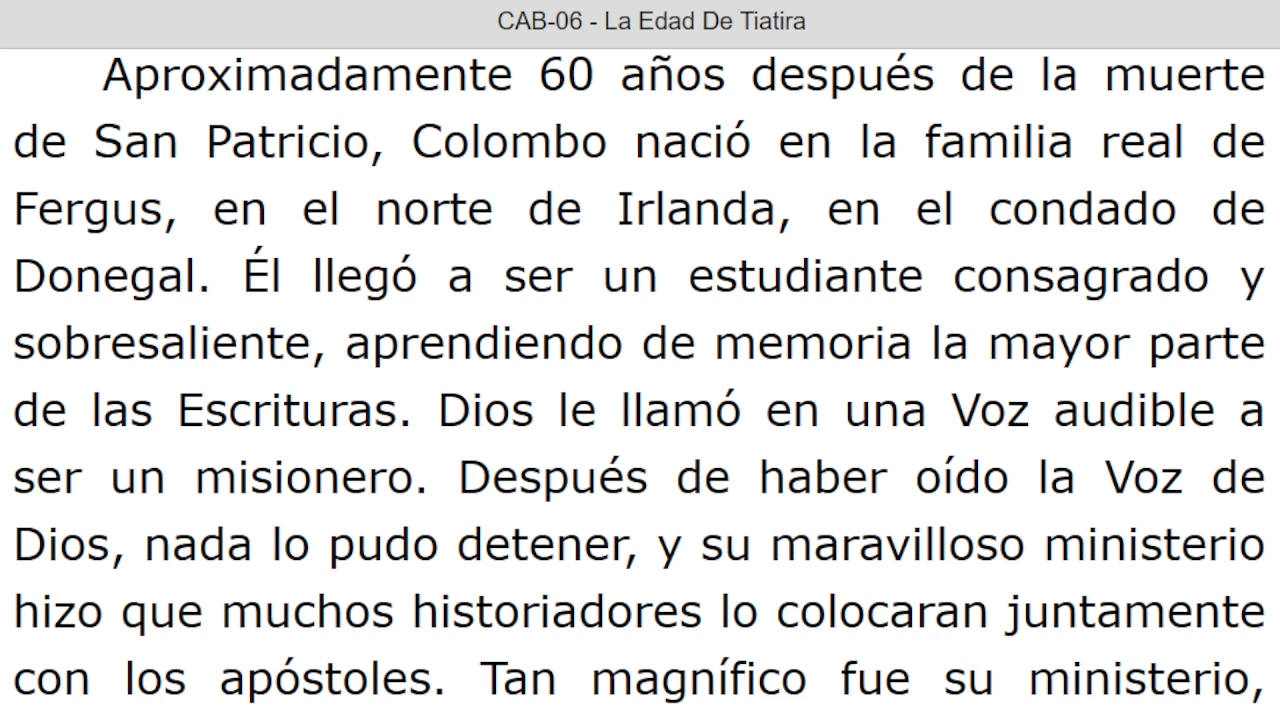 CAB-06 - La Edad De Tiatira
Aproximadamente 60 años después de la muerte
de San Patricio, Colombo nació en la familia real de
Fergus, en el norte de Irlanda, en el condado de
Donegal. Él llegó a ser un estudiante consagrado y
sobresaliente, aprendiendo de memoria la mayor parte
de las Escrituras. Dios le llamó en una Voz audible a
ser un misionero. Después de haber oído la Voz de
Dios, nada lo pudo detener, y su maravilloso ministerio
hizo que muchos historiadores lo colocaran juntamente
con los apóstoles. Tan magnífico fue su ministerio,